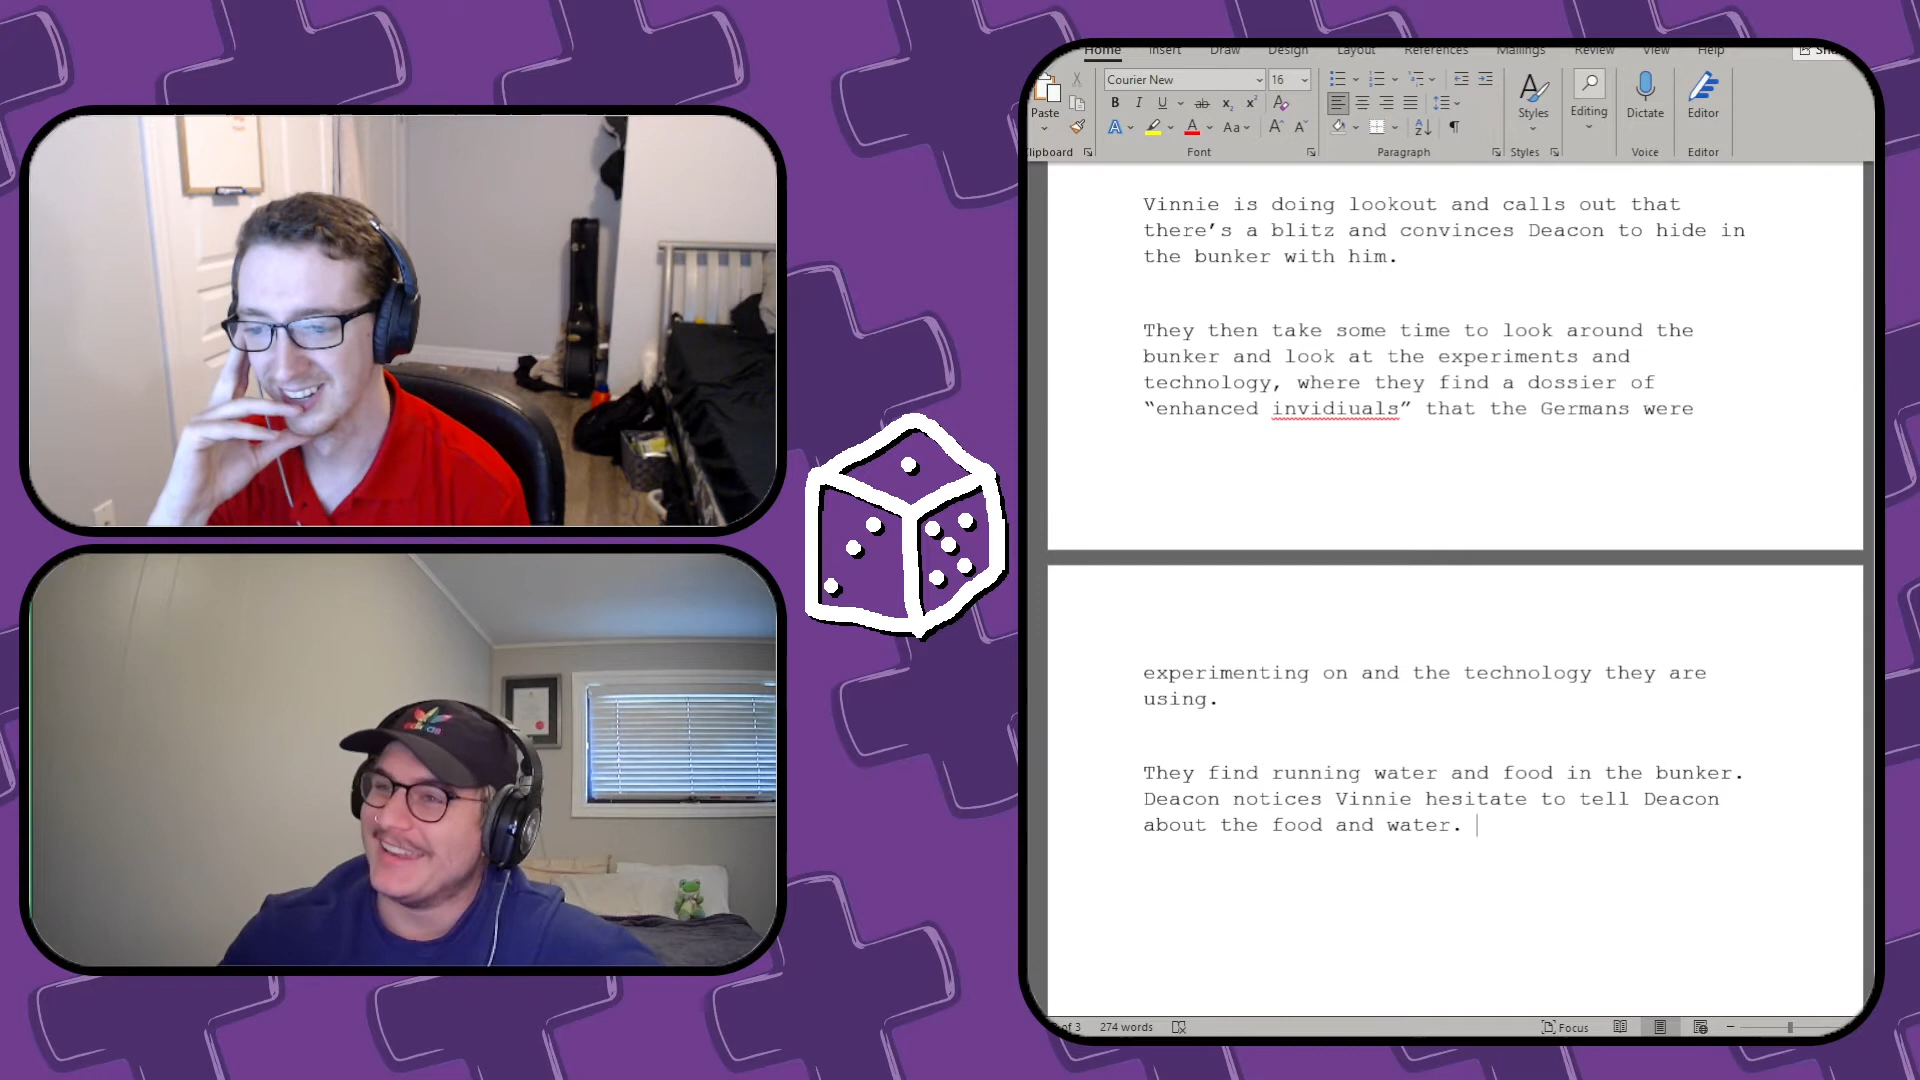 Home Insert Draw Design Layout References Mailings Review View Help
Courier New 16
Paste
Clipboard Font Paragraph Styles Styles Editing Dictate Voice Editor Editor
Vinnie is doing lookout and calls out that
there's a blitz and convinces Deacon to hide in
the bunker with him.
They then take some time to look around the
bunker and look at the experiments and
technology, where they find a dossier of
“enhanced invidiuals” that the Germans were
experimenting on and the technology they are
using.
They find running water and food in the bunker.
Deacon notices Vinnie hesitate to tell Deacon
about the food and water.
of 3 274 words Focus